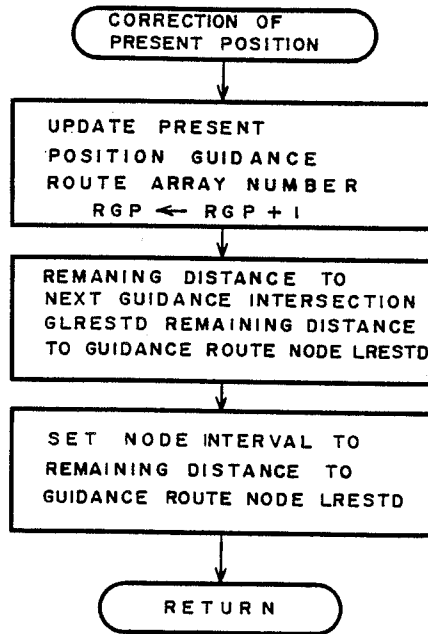 CORRECTION OF
PRESENT POSITION
UPDATE PRESENT
POSITION GUIDANCE
ROUTE ARRAY NUMBER
RGP ← RGP + 1
REMANING DISTANCE TO
NEXT GUIDANCE INTERSECTION
GLRESTD REMAINING DISTANCE
TO GUIDANCE ROUTE NODE LRESTD
SET NODE INTERVAL TO
REMAINING DISTANCE TO
GUIDANCE ROUTE NODE LRESTD
RETURN